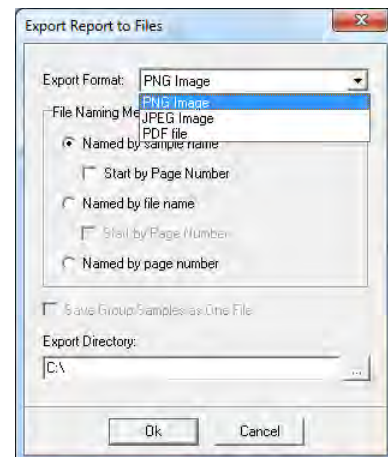 Export Report to Files
Export Format: PNG Image
PNG Image
File Naming Me
JPEG Image
PDF file
Named by sample name
Start by Page Number
Named by file name
Start by Page Number
Named by page number
Save Group Samples as One File
Export Directory:
C:\
...
Ok Cancel